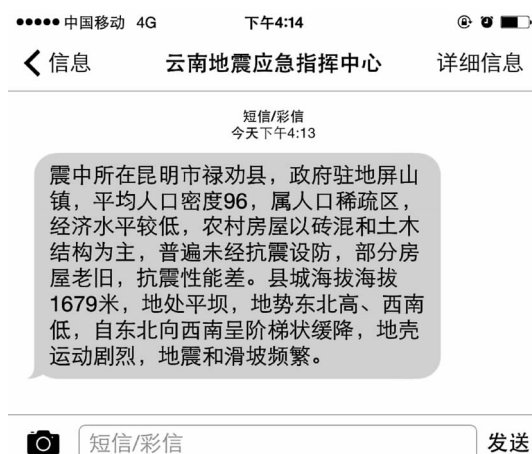 中国移动 4G 下午4:14
信息 云南地震应急指挥中心 详细信息
短信/彩信
今天下午4:13
震中所在昆明市禄劝县，政府驻地屏山
镇，平均人口密度96，属人口稀疏区，
经济水平较低，农村房屋以砖混和土木
结构为主，普遍未经抗震设防，部分房
屋老旧，抗震性能差。县城海拔海拔
1679米，地处平坝，地势东北高、西南
低，自东北向西南呈阶梯状缓降，地壳
运动剧烈，地震和滑坡频繁。
短信/彩信 发送